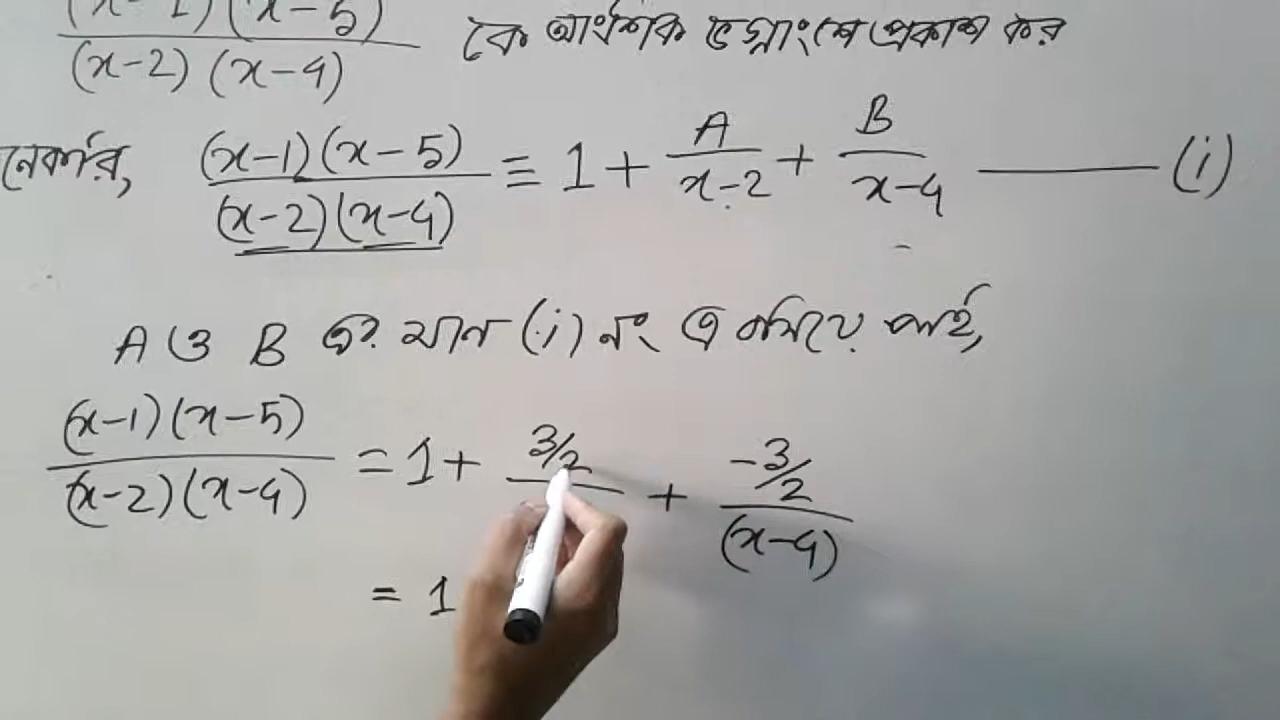 (x-1)(x-5)/(x-2)(x-4) কে আংশিক ভগ্নাংশে প্রকাশ কর
(x-1)(x-5)/(x-2)(x-4) ≡ 1 + A/x-2 + B/x-4 ——— (i)
A ও B এর মান (i) নং এ বসিয়ে পাই,
(x-1)(x-5)/(x-2)(x-4) = 1 + 3/2/ + -3/2/(x-4)
= 1